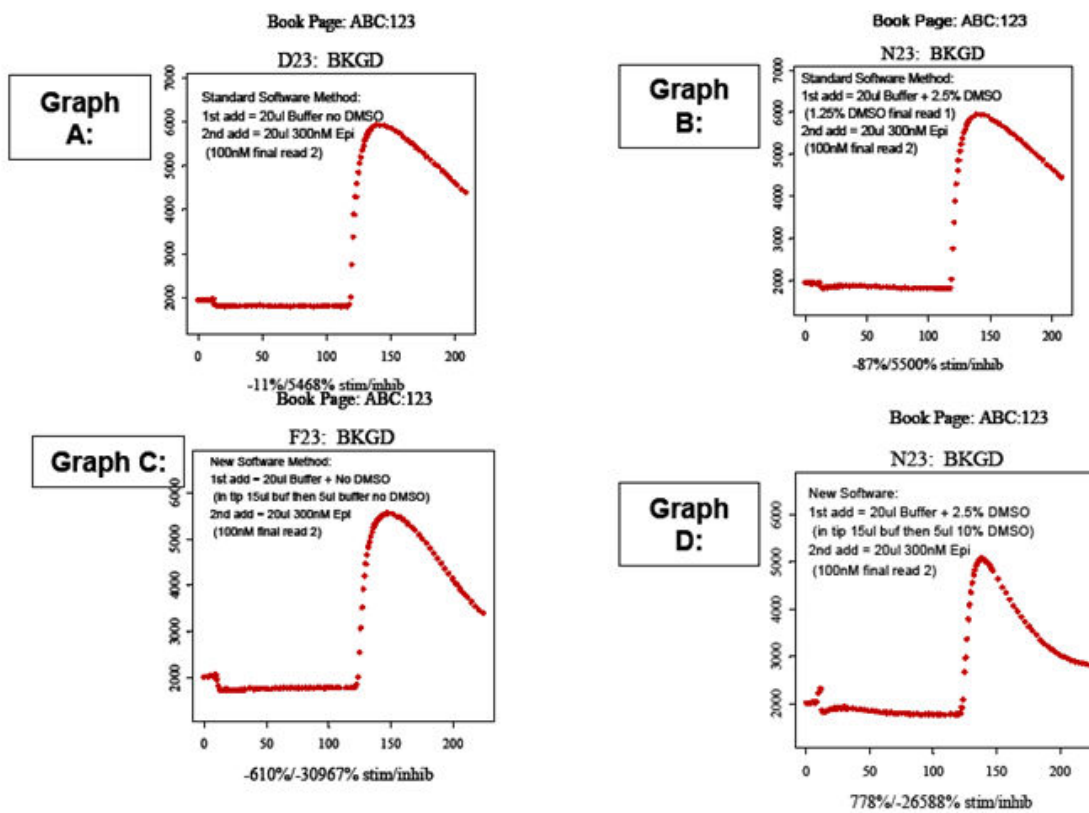 Book Page: ABC:123
Graph A:
D23: BKGD
Standard Software Method:
1st add = 20ul Buffer no DMSO
2nd add = 20ul 300nM Epi
(100nM final read 2)
7000
6000
5000
4000
3000
2000
0 50 100 150 200
-11%/5468% stim/inhib
Book Page: ABC:123
Graph B:
N23: BKGD
Standard Software Method:
1st add = 20ul Buffer + 2.5% DMSO
(1.25% DMSO final read 1)
2nd add = 20ul 300nM Epi
(100nM final read 2)
7000
6000
5000
4000
3000
2000
0 50 100 150 200
-87%/5500% stim/inhib
Book Page: ABC:123
Graph C:
F23: BKGD
New Software Method:
1st add = 20ul Buffer + No DMSO
(in tip 15ul buf then 5ul buffer no DMSO)
2nd add = 20ul 300nM Epi
(100nM final read 2)
6000
5000
4000
3000
2000
0 50 100 150 200
-610%/-30967% stim/inhib
Book Page: ABC:123
Graph D:
N23: BKGD
New Software:
1st add = 20ul Buffer + 2.5% DMSO
(in tip 15ul buf then 5ul 10% DMSO)
2nd add = 20ul 300nM Epi
(100nM final read 2)
6000
5000
4000
3000
2000
0 50 100 150 200
778%/-26588% stim/inhib